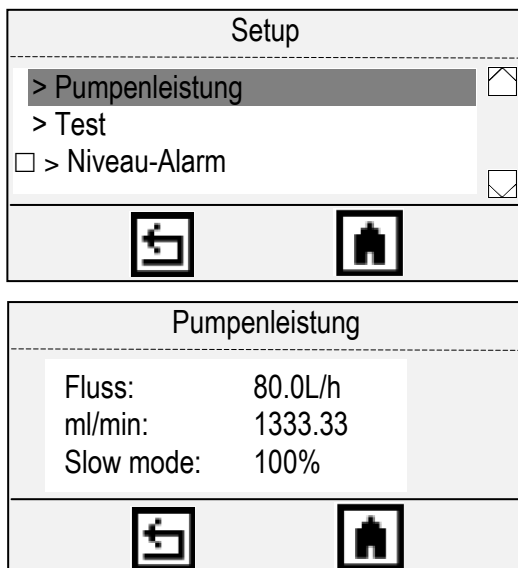 Setup
> Pumpenleistung
> Test
□ > Niveau-Alarm
Pumpenleistung
Fluss: 80.0L/h
ml/min: 1333.33
Slow mode: 100%